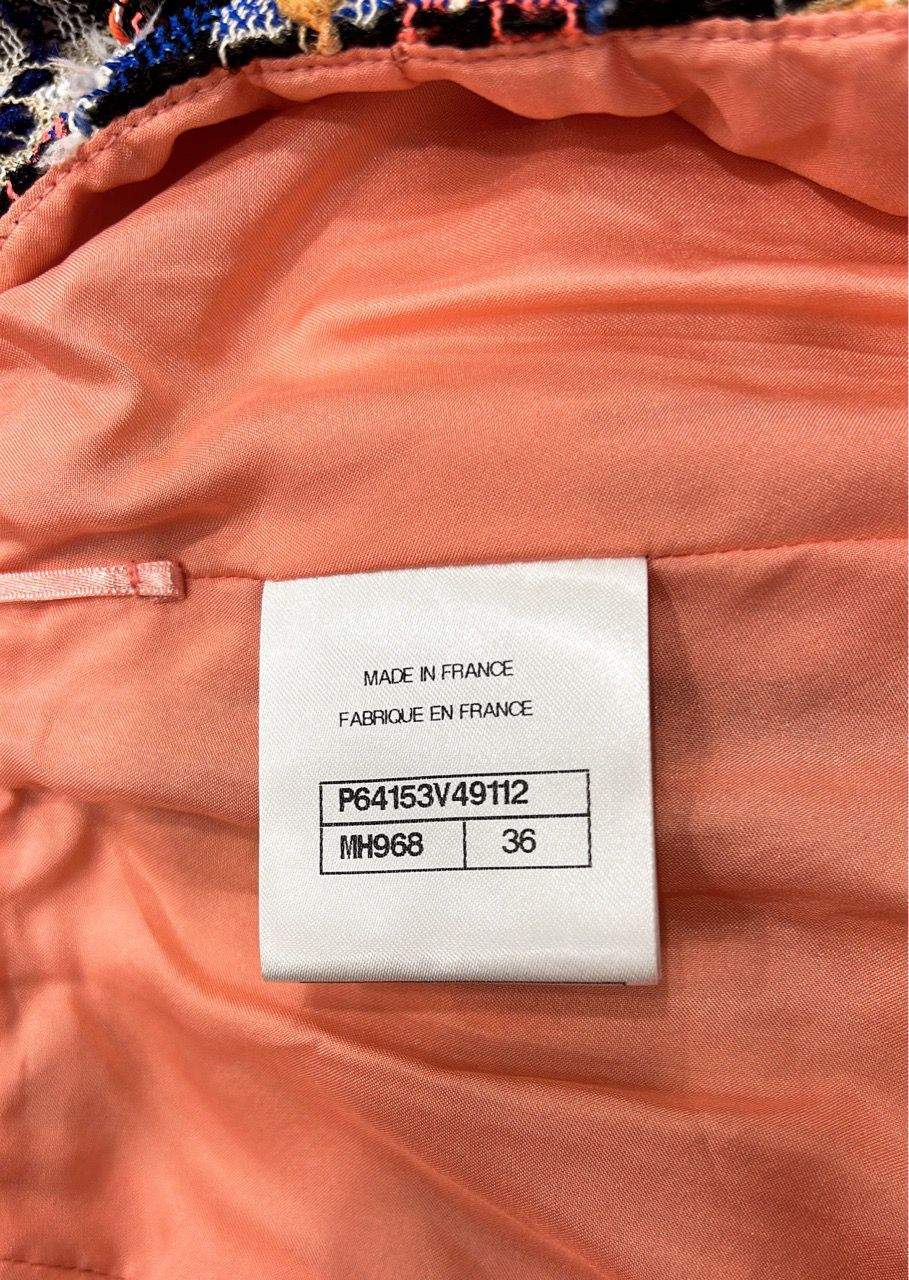 MADE IN FRANCE
FABRIQUE EN FRANCE
P64153V49112
MH968 36